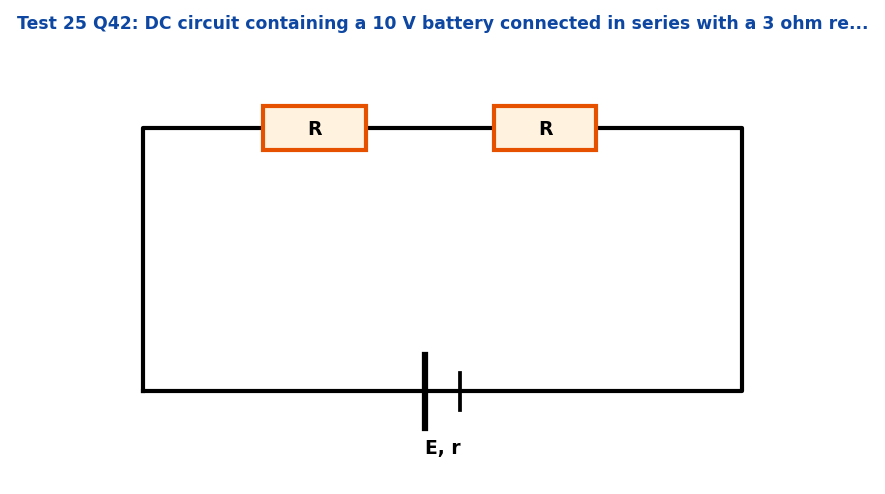 Test 25 Q42: DC circuit containing a 10 V battery connected in series with a 3 ohm re...
R
R
E, r